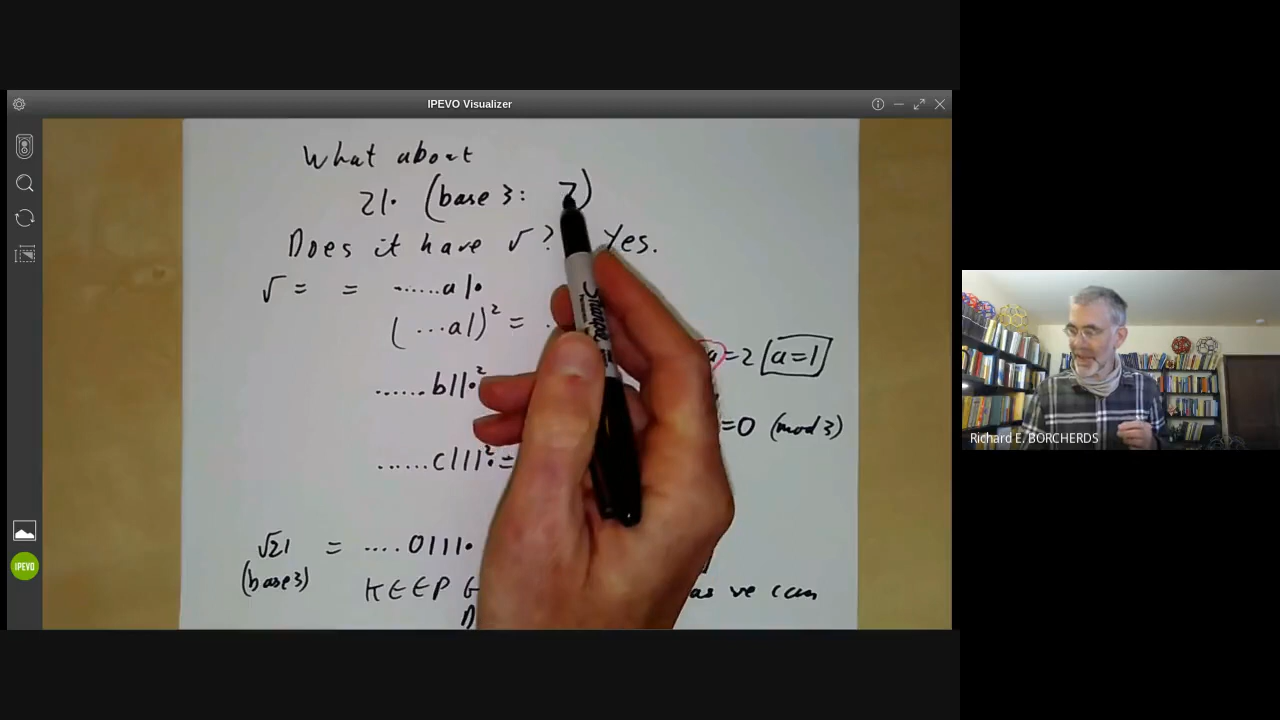 IPEVO Visualizer
What about
21. (base 3: 7)
Does it have √? Yes.
√ = = ......a1.
(...a1)² = .
a=2 a=1
......b11.²
=0 (mod 3)
......c111.² =
√21 = ....0111.
(base 3)
KEEP G
as we can
IPEVO
Richard E. BORCHERDS